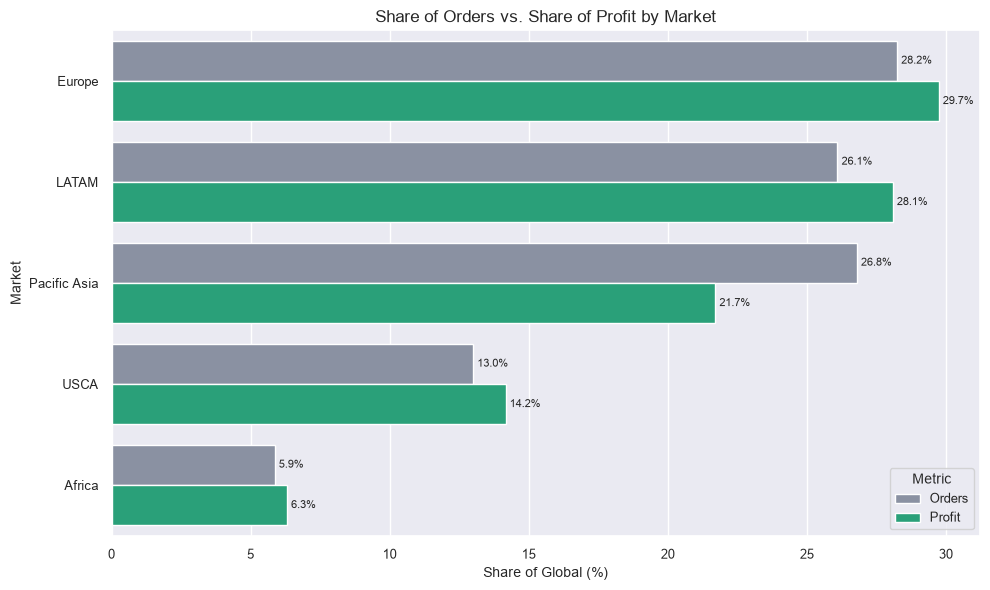 Share of Orders vs. Share of Profit by Market
Market
Europe
28.2%
29.7%
LATAM
26.1%
28.1%
Pacific Asia
26.8%
21.7%
USCA
13.0%
14.2%
Africa
5.9%
6.3%
Metric
Orders
Profit
0 5 10 15 20 25 30
Share of Global (%)